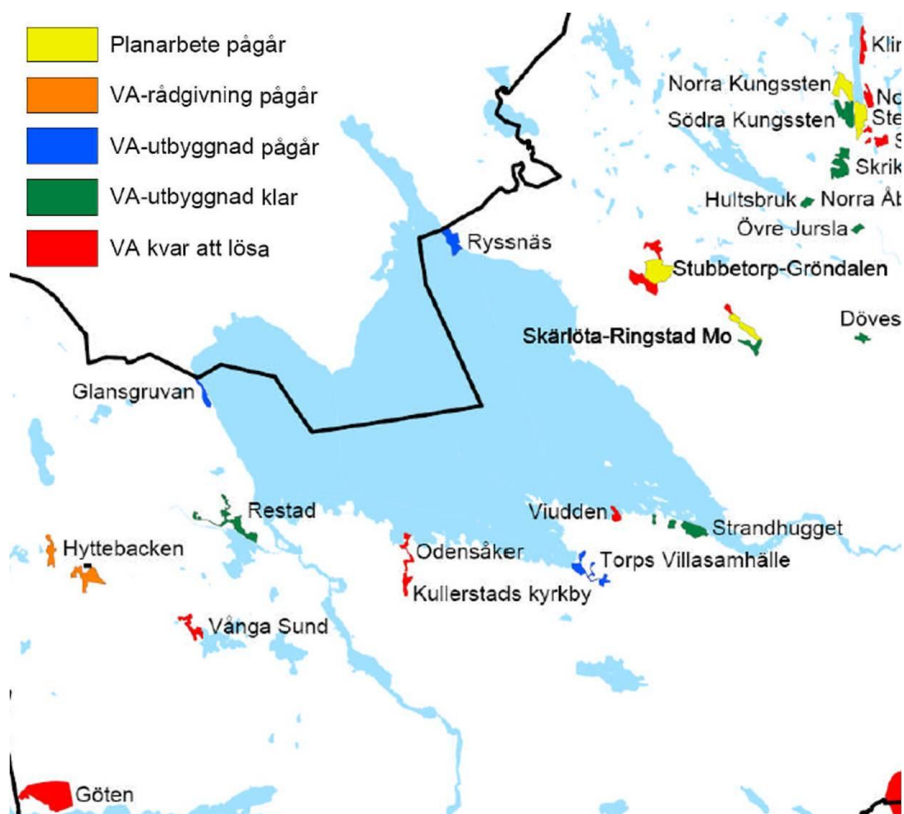 Planarbete pågår
VA-rådgivning pågår
VA-utbyggnad pågår
VA-utbyggnad klar
VA kvar att lösa
Norra Kungssten
Södra Kungssten
Hultsbruk
Övre Jursla
Ryssnäs
Stubbetorp-Gröndalen
Skärlöta-Ringstad Mo
Glansgruvan
Restad
Viudden
Strandhugget
Hyttebacken
Odensåker
Torps Villasamhälle
Kullerstads kyrkby
Vånga Sund
Göten
Norra